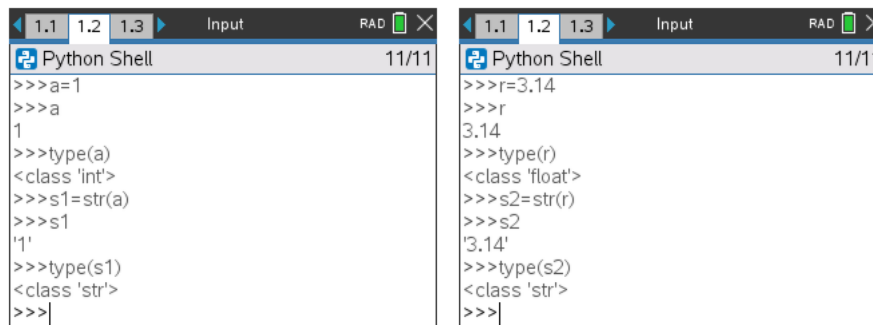 1.1 1.2 1.3 Input RAD
Python Shell 11/11
>>>a=1
>>>a
1
>>>type(a)
<class 'int'>
>>>s1=str(a)
>>>s1
'1'
>>>type(s1)
<class 'str'>
>>>
1.1 1.2 1.3 Input RAD
Python Shell 11/11
>>>r=3.14
>>>r
3.14
>>>type(r)
<class 'float'>
>>>s2=str(r)
>>>s2
'3.14'
>>>type(s2)
<class 'str'>
>>>